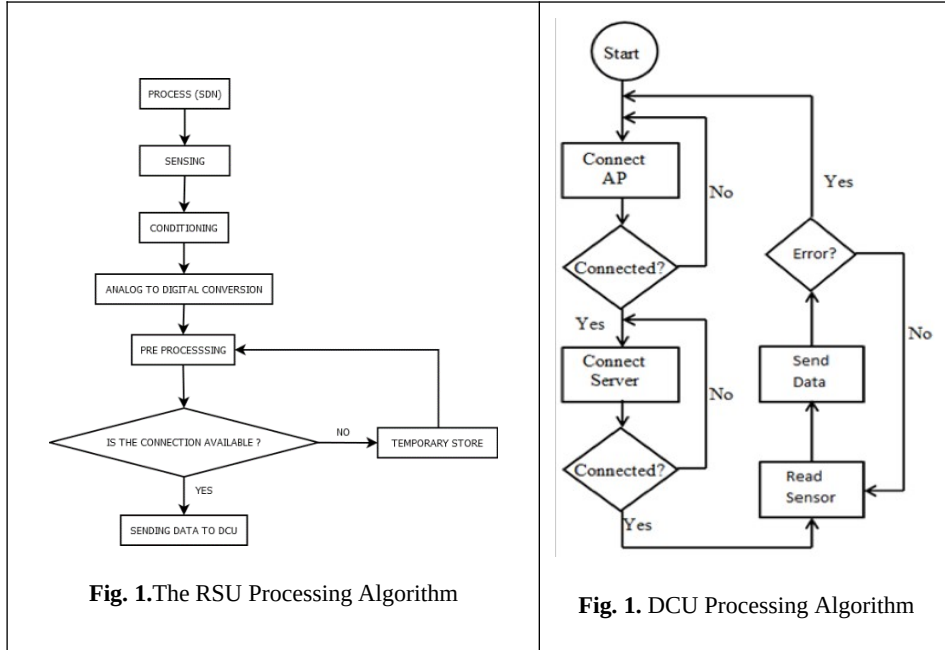 PROCESS (SDN)
SENSING
CONDITIONING
ANALOG TO DIGITAL CONVERSION
PRE PROCESSSING
IS THE CONNECTION AVAILABLE ?
NO
TEMPORARY STORE
YES
SENDING DATA TO DCU
Fig. 1.The RSU Processing Algorithm
Start
Connect
AP
No
Connected?
Yes
Connect
Server
No
Connected?
Yes
Yes
Error?
No
Send
Data
Read
Sensor
Fig. 1. DCU Processing Algorithm